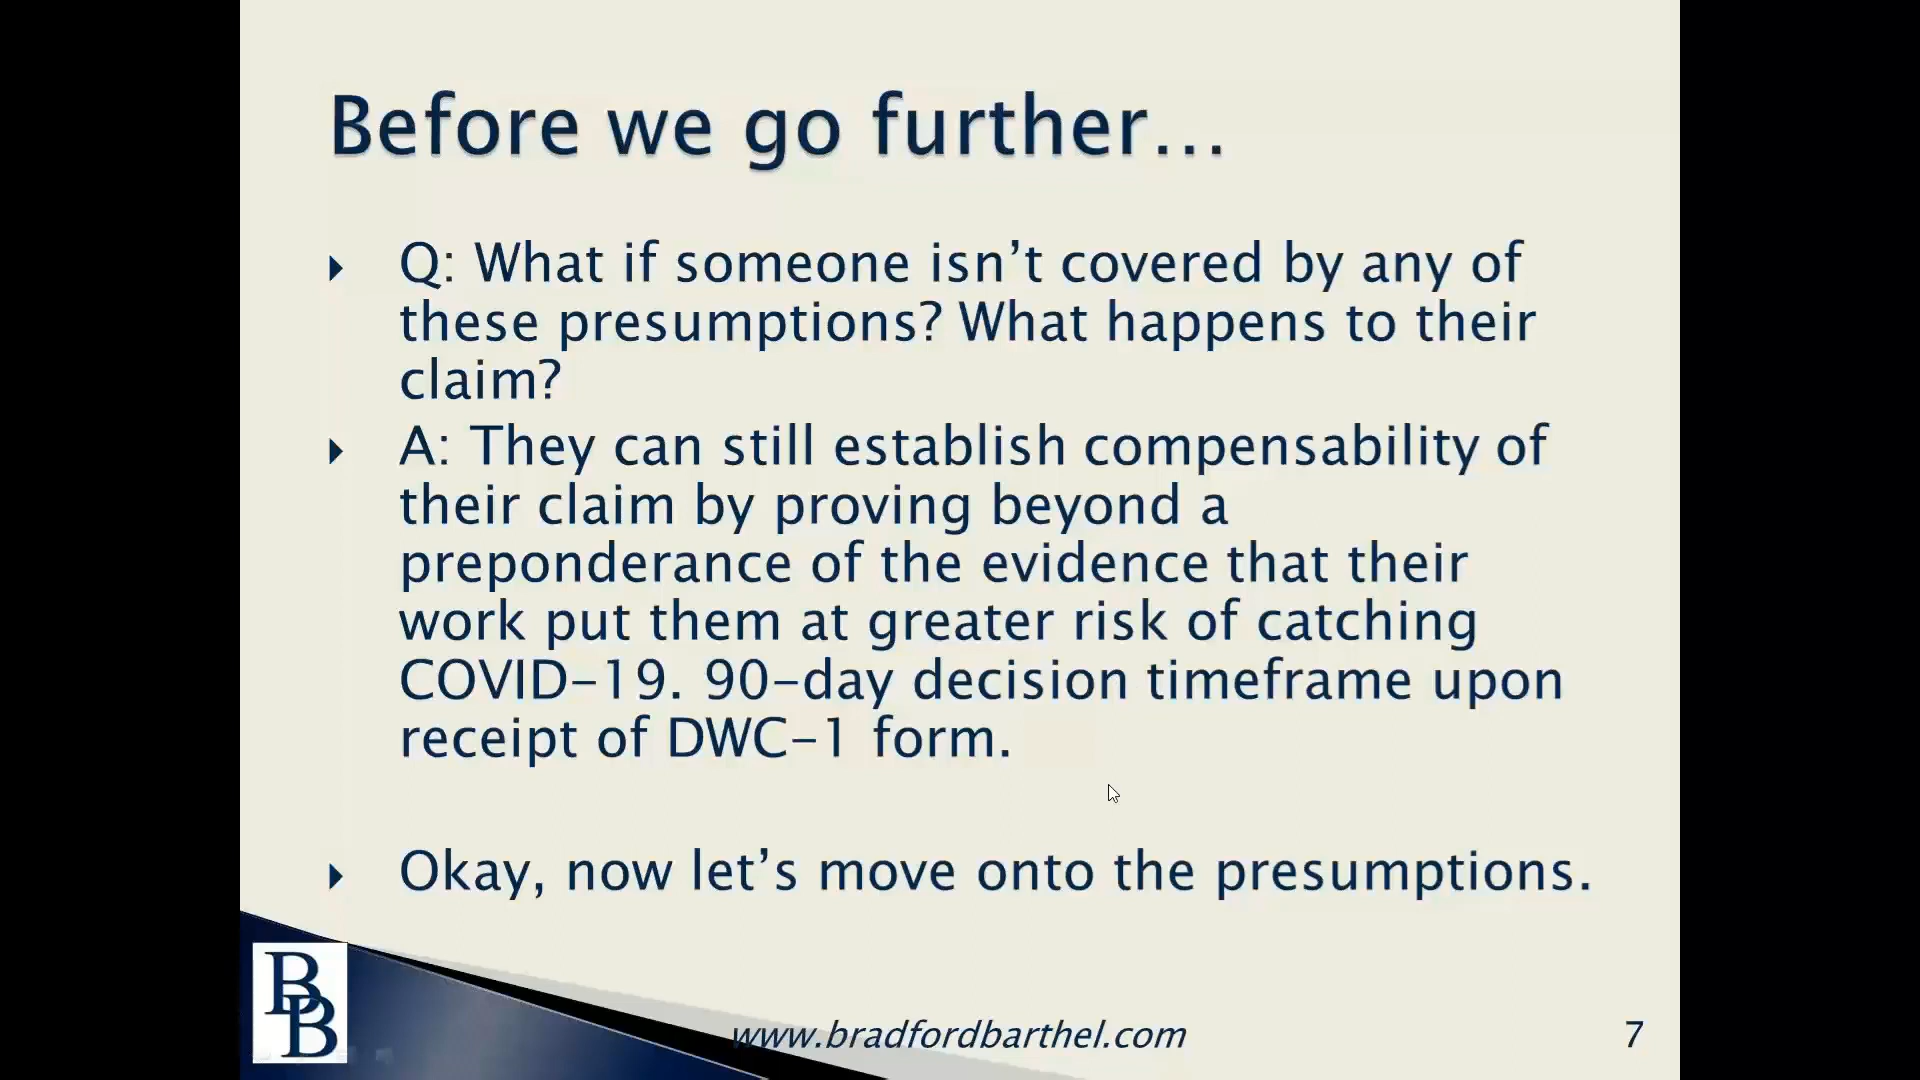 Before we go further...
Q: What if someone isn’t covered by any of
these presumptions? What happens to their
claim?
A: They can still establish compensability of
their claim by proving beyond a
preponderance of the evidence that their
work put them at greater risk of catching
COVID-19. 90-day decision timeframe upon
receipt of DWC-1 form.
Okay, now let’s move onto the presumptions.
BB
www.bradfordbarthel.com
7